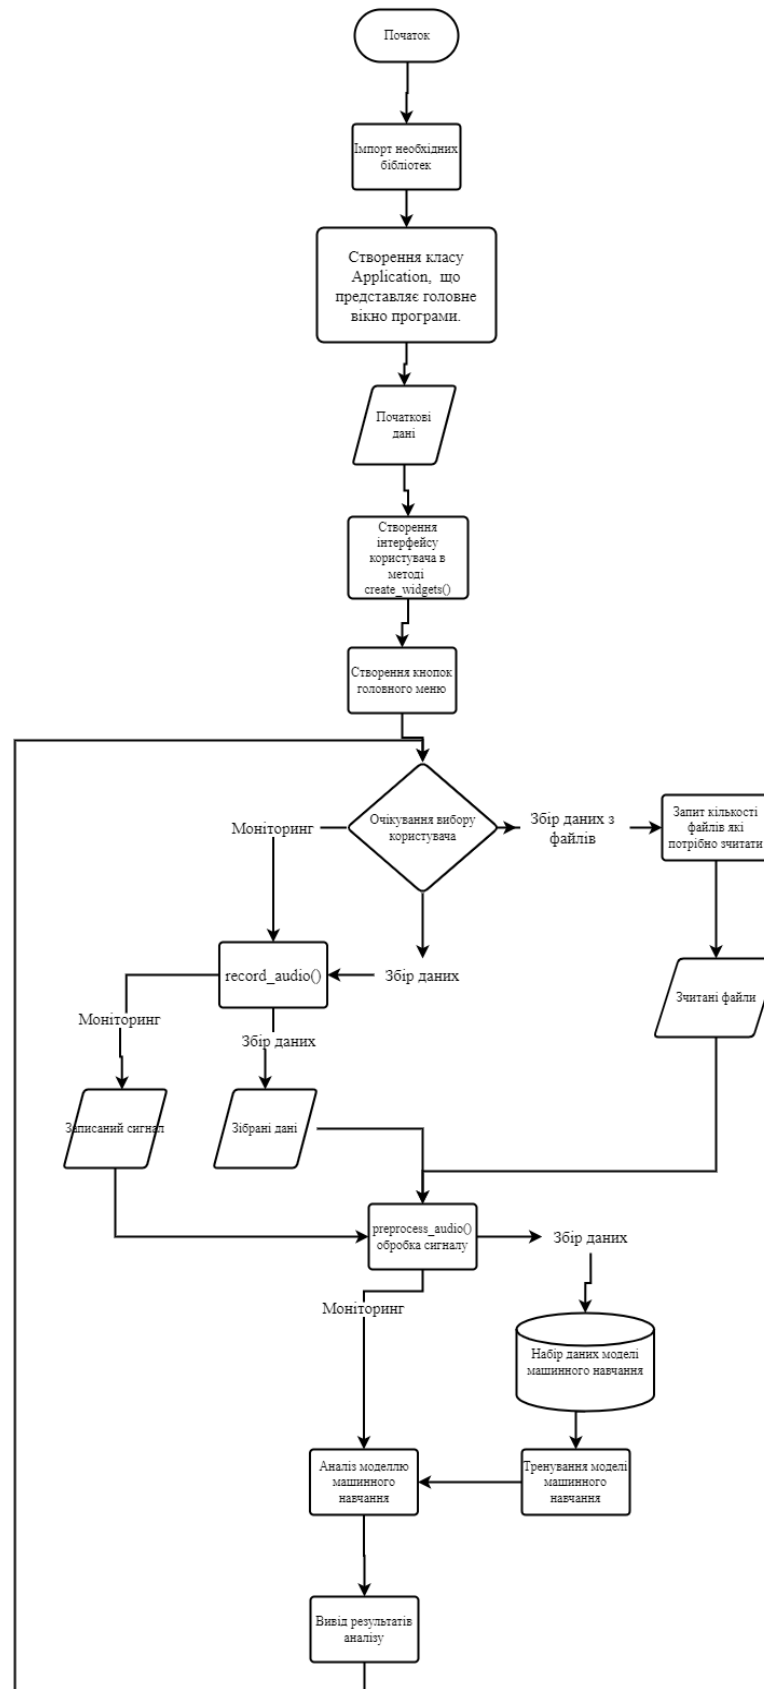 Початок
Імпорт необхідних
бібліотек
Створення класу
Application, що
представляє головне
вікно програми.
Початкові
дані
Створення
інтерфейсу
користувача в
методі
create_widgets()
Створення кнопок
головного меню
Очікування вибору
користувача
Моніторинг
Збір даних з
файлів
Запит кількості
файлів які
потрібно зчитати
record_audio()
Збір даних
Зчитані файли
Моніторинг
Збір даних
Записаний сигнал
Зібрані дані
preprocess_audio()
обробка сигналу
Збір даних
Моніторинг
Набір даних моделі
машинного навчання
Аналіз моделлю
машинного
навчання
Тренування моделі
машинного
навчання
Вивід результатів
аналізу